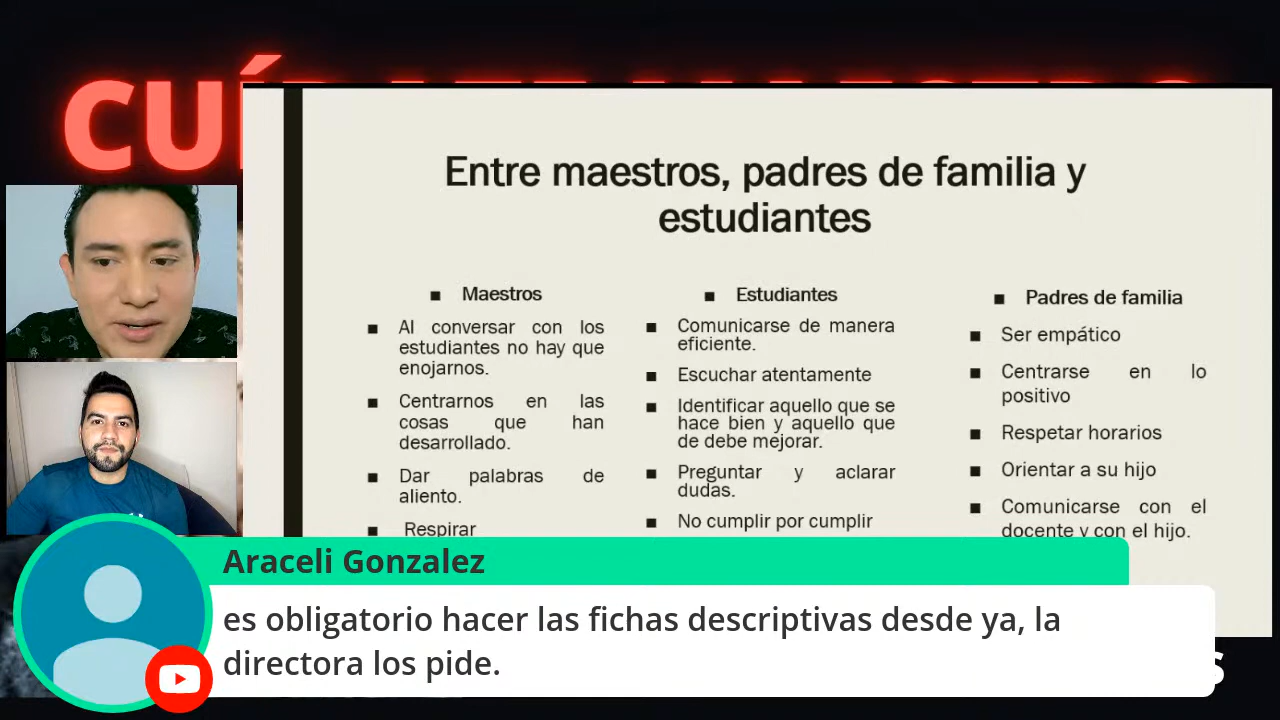 CUÍ
Entre maestros, padres de familia y
estudiantes
■ Maestros
■ Al conversar con los
estudiantes no hay que
enojarnos.
■ Centrarnos en las
cosas que han
desarrollado.
■ Dar palabras de
aliento.
■ Respirar
■ Estudiantes
■ Comunicarse de manera
eficiente.
■ Escuchar atentamente
■ Identificar aquello que se
hace bien y aquello que
de debe mejorar.
■ Preguntar y aclarar
dudas.
■ No cumplir por cumplir
■ Padres de familia
■ Ser empático
■ Centrarse en lo
positivo
■ Respetar horarios
■ Orientar a su hijo
■ Comunicarse con el
docente y con el hijo.
Araceli Gonzalez
es obligatorio hacer las fichas descriptivas desde ya, la
directora los pide.